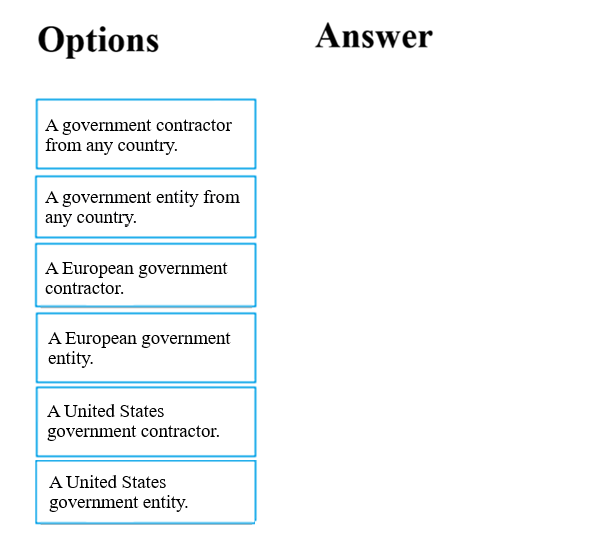 Options
Answer
A government contractor
from any country.
A government entity from
any country.
A European government
contractor.
A European government
entity.
A United States
government contractor.
A United States
government entity.